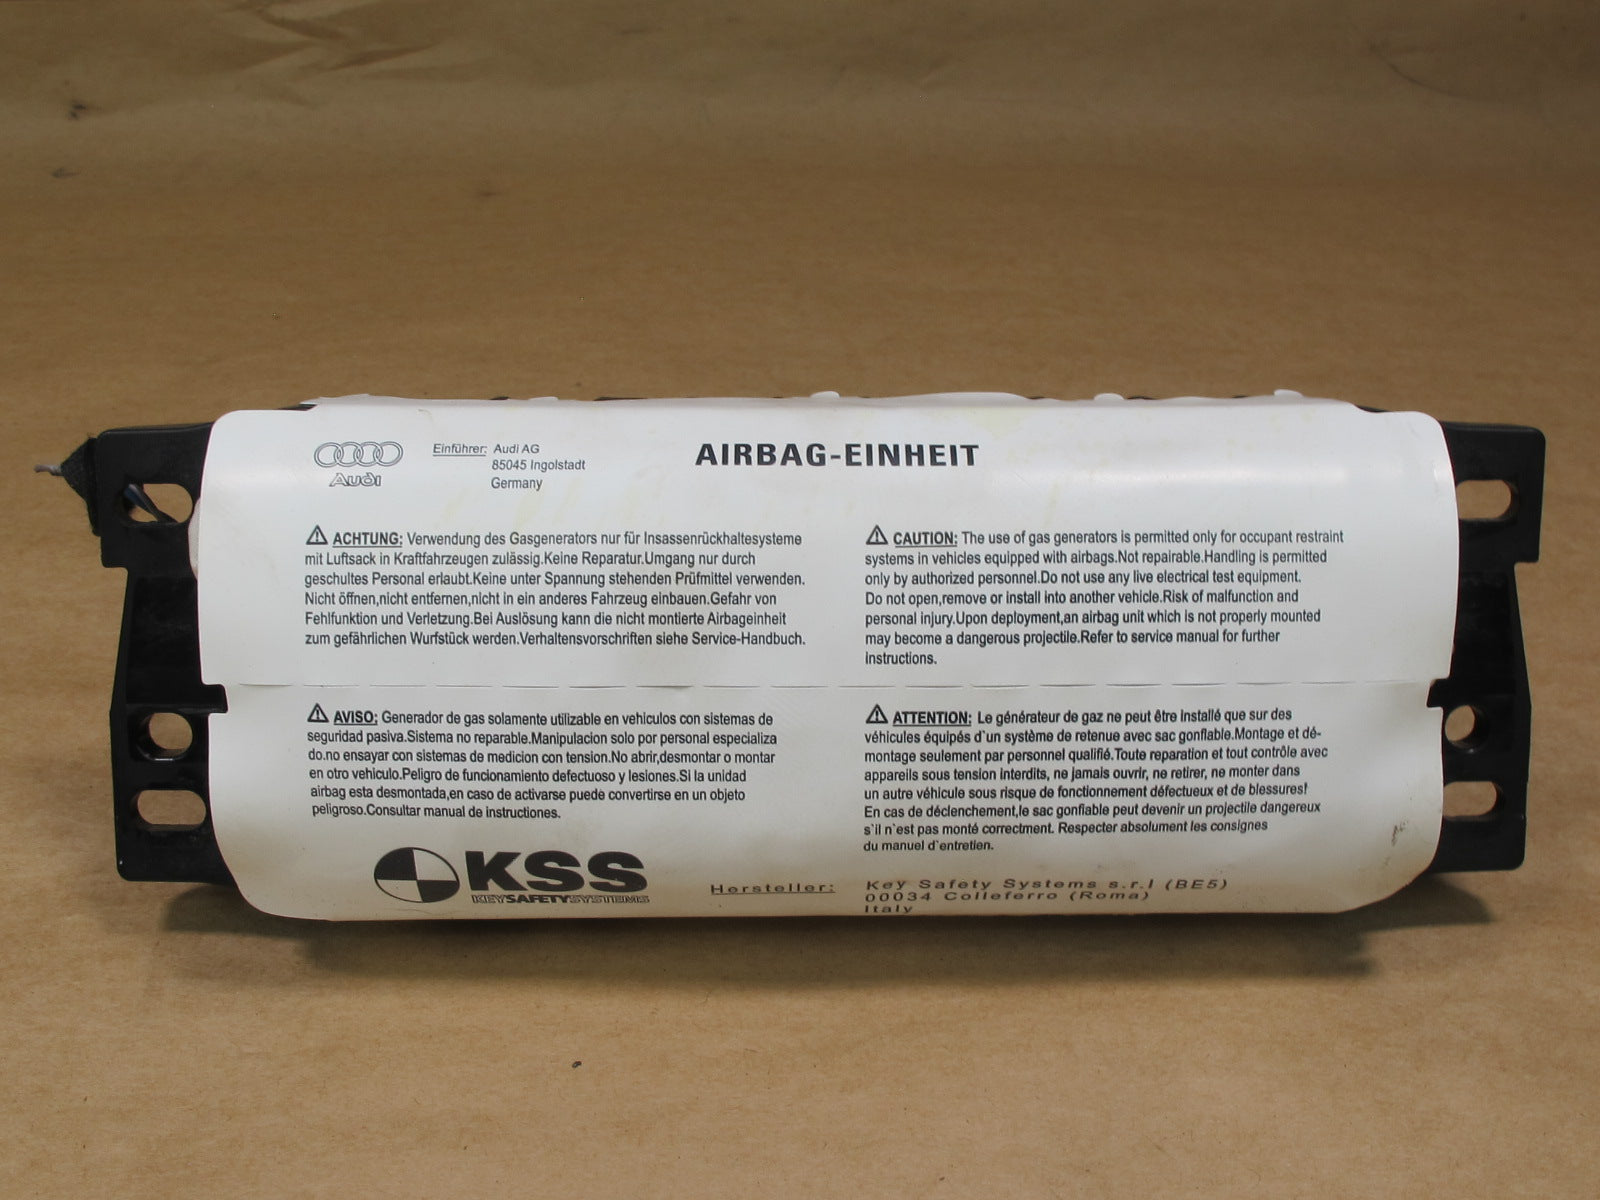 Audi
Einführer: Audi AG
85045 Ingolstadt
Germany
AIRBAG-EINHEIT
ACHTUNG: Verwendung des Gasgenerators nur für Insassenrückhaltesysteme
mit Luftsack in Kraftfahrzeugen zulässig.Keine Reparatur.Umgang nur durch
geschultes Personal erlaubt.Keine unter Spannung stehenden Prüfmittel verwenden.
Nicht öffnen,nicht entfernen,nicht in ein anderes Fahrzeug einbauen.Gefahr von
Fehlfunktion und Verletzung.Bei Auslösung kann die nicht montierte Airbageinheit
zum gefährlichen Wurfstück werden.Verhaltensvorschriften siehe Service-Handbuch.
CAUTION: The use of gas generators is permitted only for occupant restraint
systems in vehicles equipped with airbags.Not repairable.Handling is permitted
only by authorized personnel.Do not use any live electrical test equipment.
Do not open,remove or install into another vehicle.Risk of malfunction and
personal injury.Upon deployment,an airbag unit which is not properly mounted
may become a dangerous projectile.Refer to service manual for further
instructions.
AVISO: Generador de gas solamente utilizable en vehiculos con sistemas de
seguridad pasiva.Sistema no reparable.Manipulacion solo por personal especializa
do.no ensayar con sistemas de medicion con tension.No abrir,desmontar o montar
en otro vehiculo.Peligro de funcionamiento defectuoso y lesiones.Si la unidad
airbag esta desmontada,en caso de activarse puede convertirse en un objeto
peligroso.Consultar manual de instructiones.
ATTENTION: Le générateur de gaz ne peut être installé que sur des
véhicules équipés d`un système de retenue avec sac gonflable.Montage et dé-
montage seulement par personnel qualifié.Toute reparation et tout contrôle avec
appareils sous tension interdits, ne jamais ouvrir, ne retirer, ne monter dans
un autre véhicule sous risque de fonctionnement défectueux et de blessures!
En cas de déclenchement,le sac gonfiable peut devenir un projectile dangereux
s`il n`est pas monté correctment. Respecter absolument les consignes
du manuel d`entretien.
KSS
KEYSAFETYSYSTEMS
Hersteller: Key Safety Systems s.r.l (BE5)
00034 Colleferro (Roma)
Italy